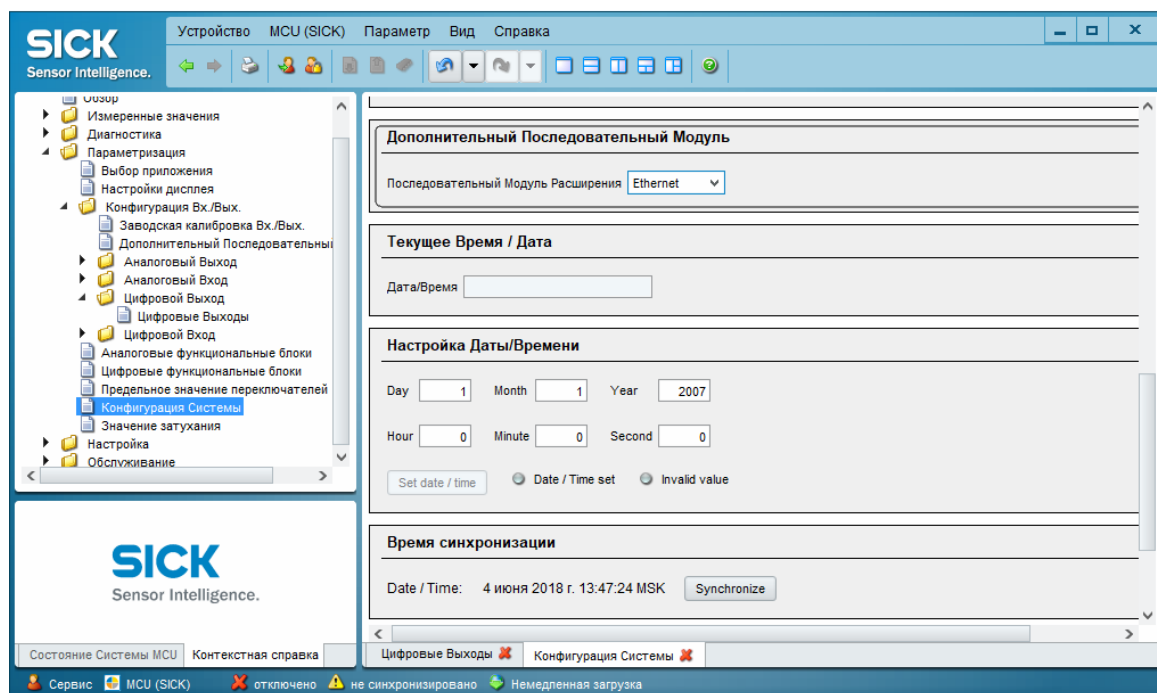 SICK
Sensor Intelligence.
Устройство MCU (SICK) Параметр Вид Справка
Обзор
Измеренные значения
Диагностика
Параметризация
Выбор приложения
Настройки дисплея
Конфигурация Вх./Вых.
Заводская калибровка Вх./Вых.
Дополнительный Последовательный
Аналоговый Выход
Аналоговый Вход
Цифровой Выход
Цифровые Выходы
Цифровой Вход
Аналоговые функциональные блоки
Цифровые функциональные блоки
Предельное значение переключателей
Конфигурация Системы
Значение затухания
Настройка
Обслуживание
SICK
Sensor Intelligence.
Состояние Системы MCU Контекстная справка
Дополнительный Последовательный Модуль
Последовательный Модуль Расширения Ethernet
Текущее Время / Дата
Дата/Время
Настройка Даты/Времени
Day 1 Month 1 Year 2007
Hour 0 Minute 0 Second 0
Set date / time Date / Time set Invalid value
Время синхронизации
Date / Time: 4 июня 2018 г. 13:47:24 MSK Synchronize
Цифровые Выходы Конфигурация Системы
Сервис MCU (SICK) отключено не синхронизировано Немедленная загрузка